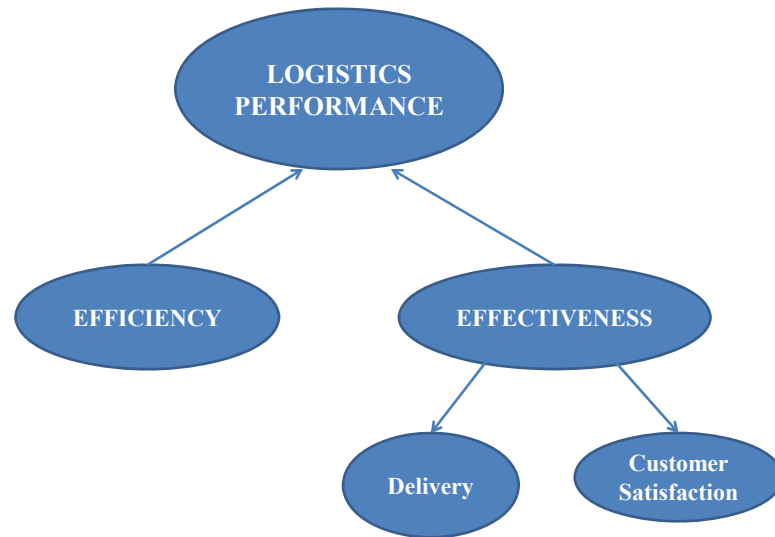 LOGISTICS
PERFORMANCE
EFFICIENCY
EFFECTIVENESS
Delivery
Customer
Satisfaction